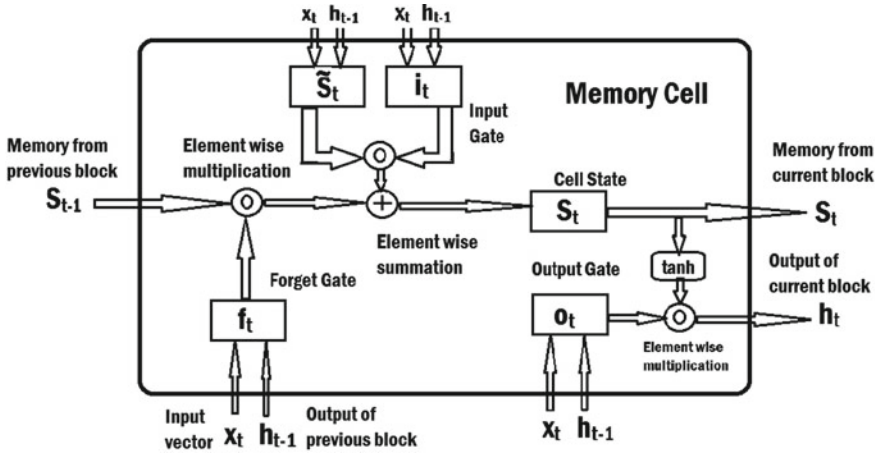 xₜ hₜ₋₁ xₜ hₜ₋₁
S̃ₜ iₜ
Memory Cell
Input
Gate
Memory from
previous block
Sₜ₋₁
Element wise
multiplication
Element wise
summation
Cell State
Sₜ
Memory from
current block
Sₜ
tanh
Forget Gate
fₜ
Output Gate
oₜ
Output of
current block
hₜ
Element wise
multiplication
Input
vector xₜ hₜ₋₁
Output of
previous block
xₜ hₜ₋₁